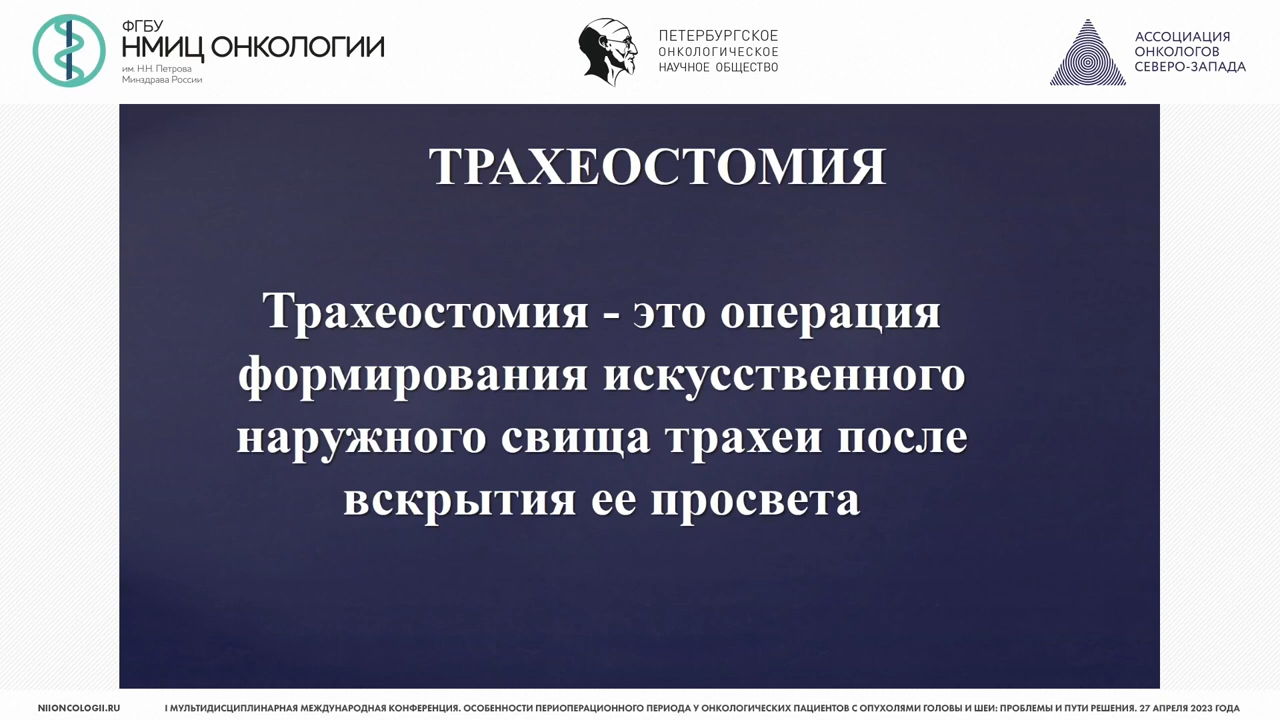 ФГБУ
НМИЦ ОНКОЛОГИИ
им. Н.Н. Петрова
Минздрава России
ПЕТЕРБУРГСКОЕ
ОНКОЛОГИЧЕСКОЕ
НАУЧНОЕ ОБЩЕСТВО
АССОЦИАЦИЯ
ОНКОЛОГОВ
СЕВЕРО-ЗАПАДА
ТРАХЕОСТОМИЯ
Трахеостомия - это операция
формирования искусственного
наружного свища трахеи после
вскрытия ее просвета
NIIONCOLOGII.RU
I МУЛЬТИДИСЦИПЛИНАРНАЯ МЕЖДУНАРОДНАЯ КОНФЕРЕНЦИЯ. ОСОБЕННОСТИ ПЕРИОПЕРАЦИОННОГО ПЕРИОДА У ОНКОЛОГИЧЕСКИХ ПАЦИЕНТОВ С ОПУХОЛЯМИ ГОЛОВЫ И ШЕИ: ПРОБЛЕМЫ И ПУТИ РЕШЕНИЯ. 27 АПРЕЛЯ 2023 ГОДА